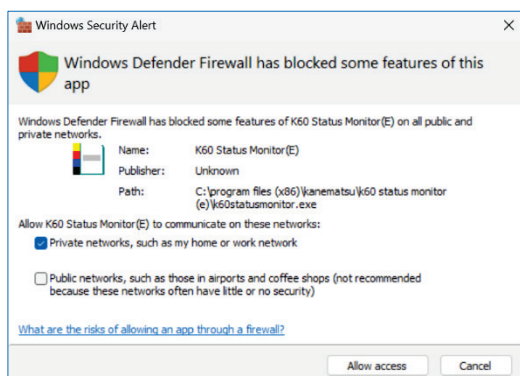 Windows Security Alert
Windows Defender Firewall has blocked some features of this
app
Windows Defender Firewall has blocked some features of K60 Status Monitor(E) on all public and
private networks.
Name: K60 Status Monitor(E)
Publisher: Unknown
Path: C:\program files (x86)\kanematsu\k60 status monitor
(e)\k60statusmonitor.exe
Allow K60 Status Monitor(E) to communicate on these networks:
Private networks, such as my home or work network
Public networks, such as those in airports and coffee shops (not recommended
because these networks often have little or no security)
What are the risks of allowing an app through a firewall?
Allow access Cancel